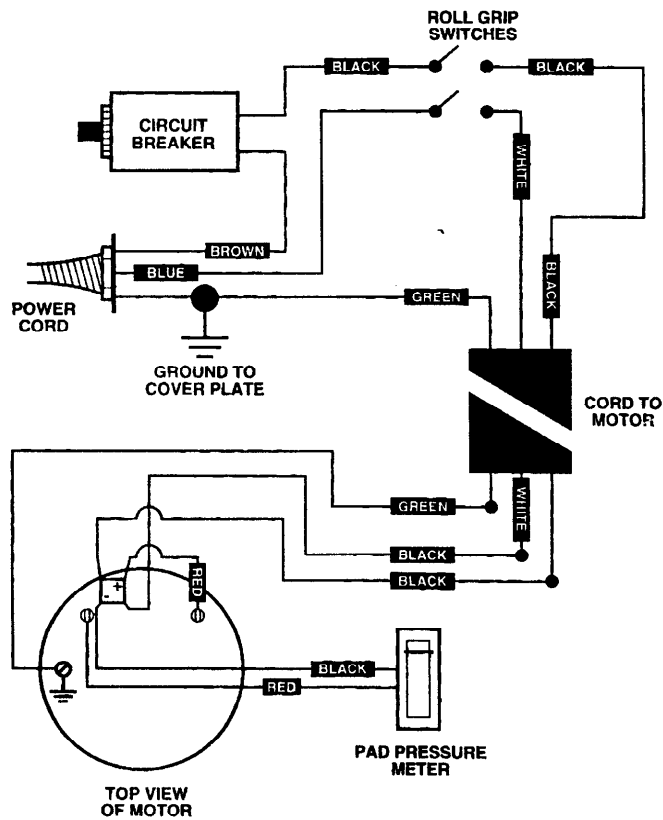 ROLL GRIP
SWITCHES
BLACK
BLACK
CIRCUIT
BREAKER
WHITE
BROWN
BLUE
BLACK
GREEN
POWER
CORD
GROUND TO
COVER PLATE
CORD TO
MOTOR
GREEN
WHITE
BLACK
BLACK
RED
+
-
BLACK
RED
PAD PRESSURE
METER
TOP VIEW
OF MOTOR